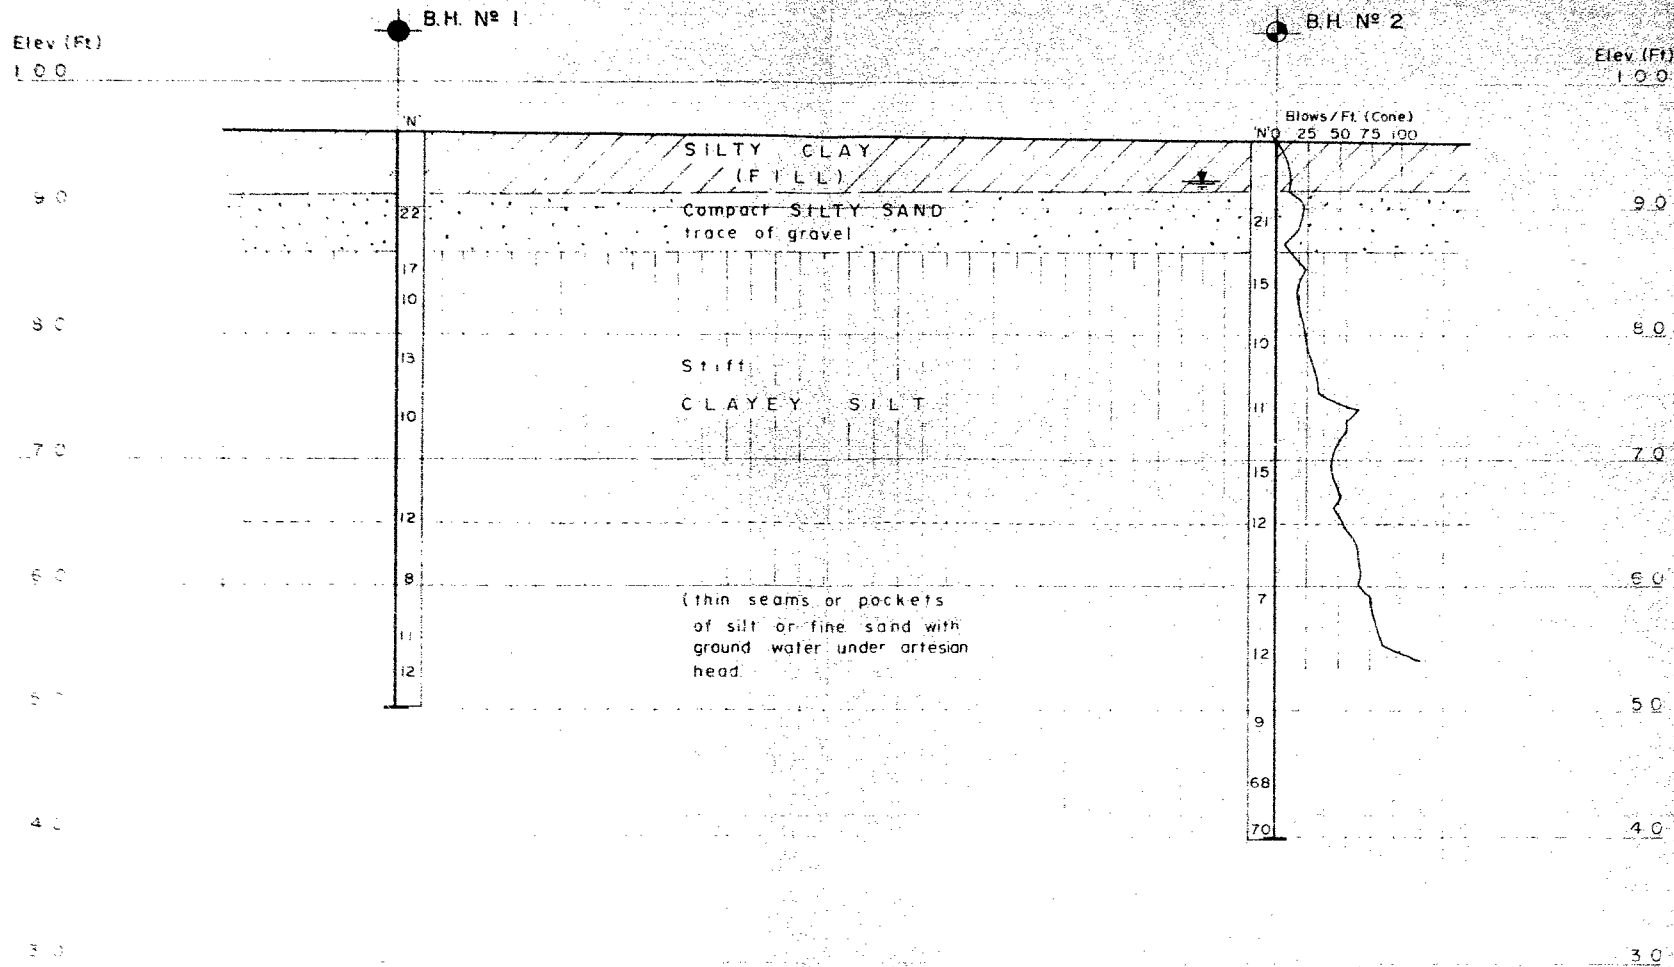 B.H. Nº 1
B.H. Nº 2
Elev (Ft)
100
Elev (Ft)
100
'N'
Blows/Ft. (Cone)
'N' 0 25 50 75 100
SILTY CLAY
(FILL)
90
90
22
Compact SILTY SAND
trace of gravel
21
17
15
10
80
80
13
10
Stiff
CLAYEY SILT
10
11
70
70
15
12
12
60
60
8
7
(thin seams or pockets
of silt or fine sand with
ground water under artesian
head.
11
12
12
50
9
68
70
40
30